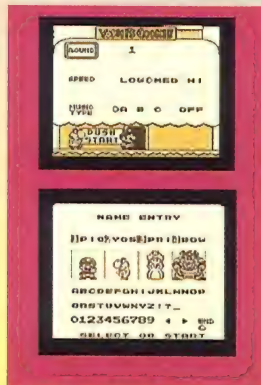 ROUND 1
SPEED LOW MED HI
MUSIC TYPE A B C OFF
PUSH START
NAME ENTRY
ABCDEFGHIJKLMNOP
QRSTUVWXYZ!?_
0123456789 ◀ ▶ END
SELECT OR START